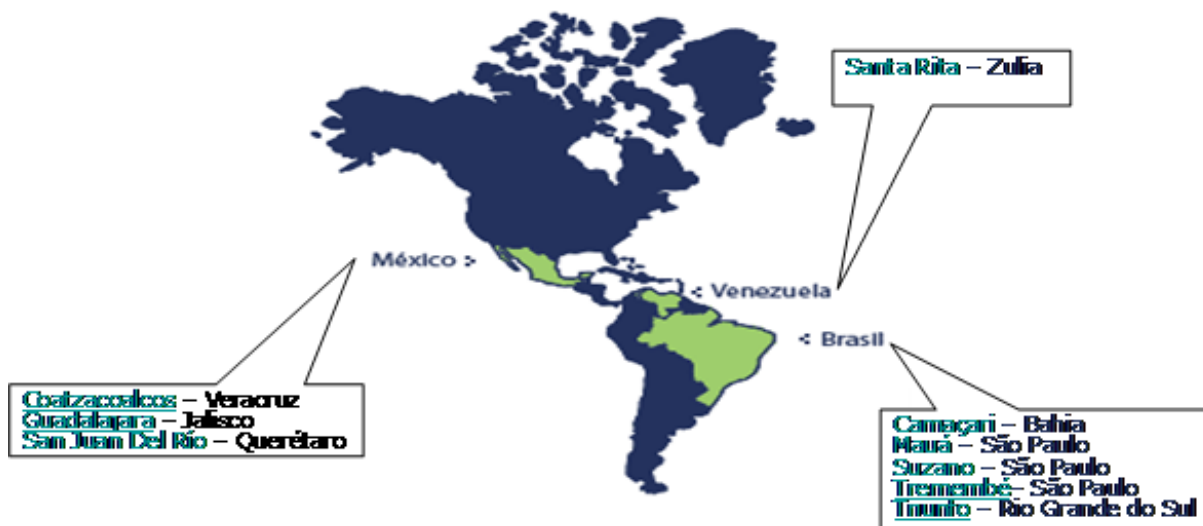 Santa Rita – Zulia
México
Venezuela
Brasil
Coatzacoalcos – Veracruz
Guadalajara – Jalisco
San Juan Del Río – Querétaro
Camaçari – Bahia
Mauá – São Paulo
Suzano – São Paulo
Tremembé– São Paulo
Triunfo – Rio Grande do Sul